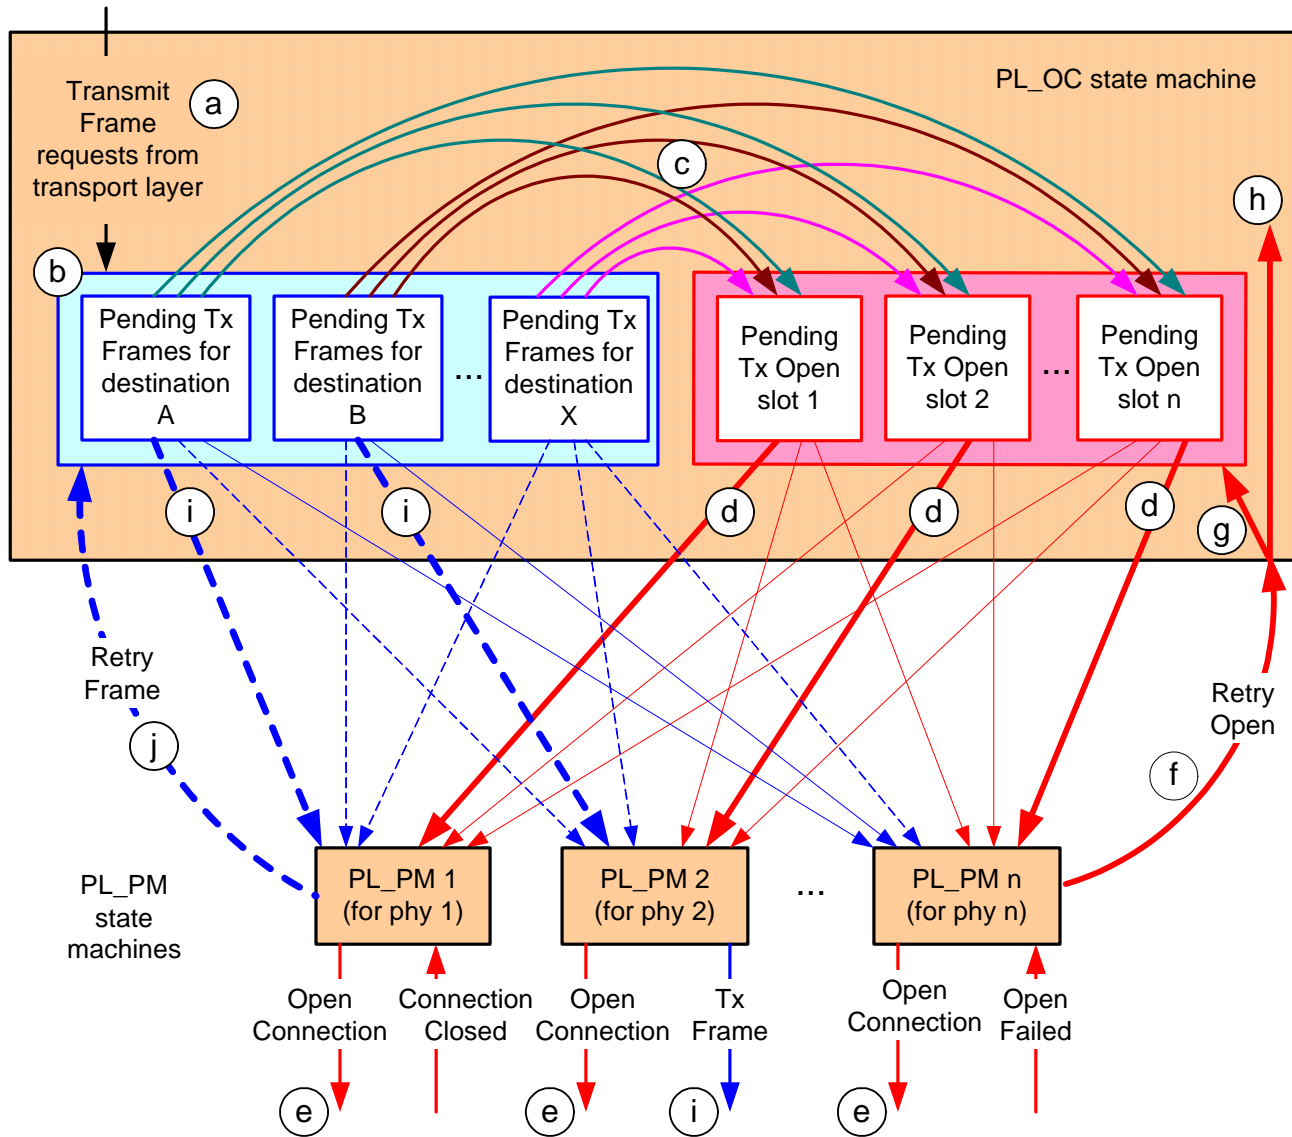 Transmit
Frame
requests from
transport layer
a
PL_OC state machine
c
h
b
Pending Tx
Frames for
destination
A
Pending Tx
Frames for
destination
B
...
Pending Tx
Frames for
destination
X
Pending
Tx Open
slot 1
Pending
Tx Open
slot 2
...
Pending
Tx Open
slot n
i
i
d
d
d
g
Retry
Frame
j
Retry
Open
f
PL_PM
state
machines
PL_PM 1
(for phy 1)
PL_PM 2
(for phy 2)
...
PL_PM n
(for phy n)
Open
Connection
Connection
Closed
Open
Connection
Tx
Frame
Open
Connection
Open
Failed
e
e
i
e